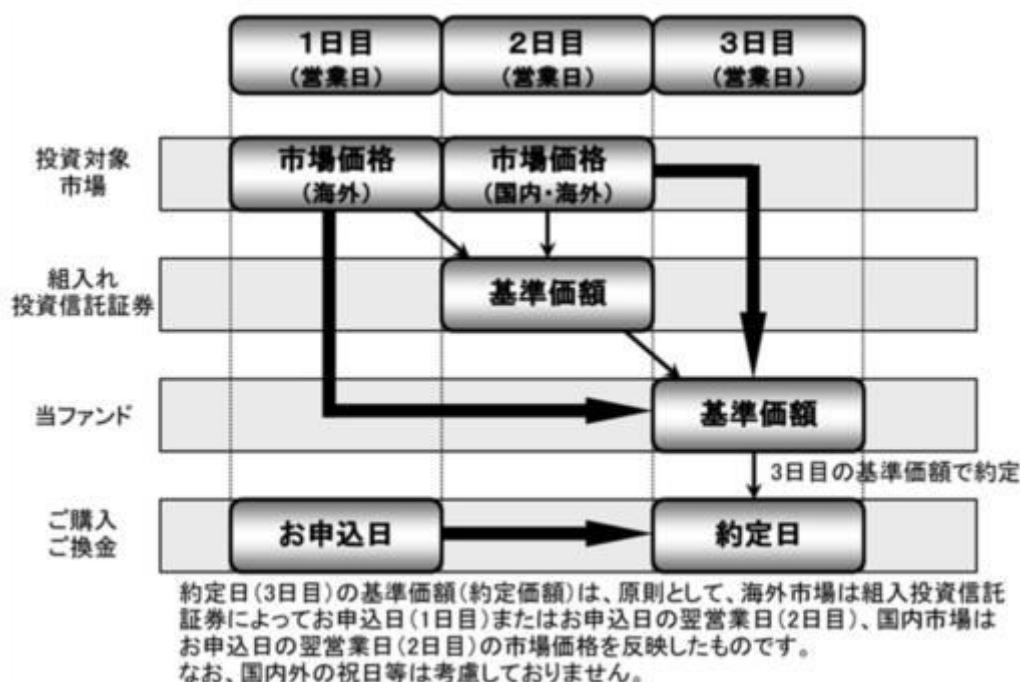 1日目 2日目 3日目
(営業日) (営業日) (営業日)
投資対象
市場
市場価格
(海外)
市場価格
(国内・海外)
組入れ
投資信託証券
基準価額
当ファンド
基準価額
3日目の基準価額で約定
ご購入
ご換金
お申込日
約定日
約定日(3日目)の基準価額(約定価額)は、原則として、海外市場は組入投資信託
証券によってお申込日(1日目)またはお申込日の翌営業日(2日目)、国内市場は
お申込日の翌営業日(2日目)の市場価格を反映したものです。
なお、国内外の祝日等は考慮しておりません。